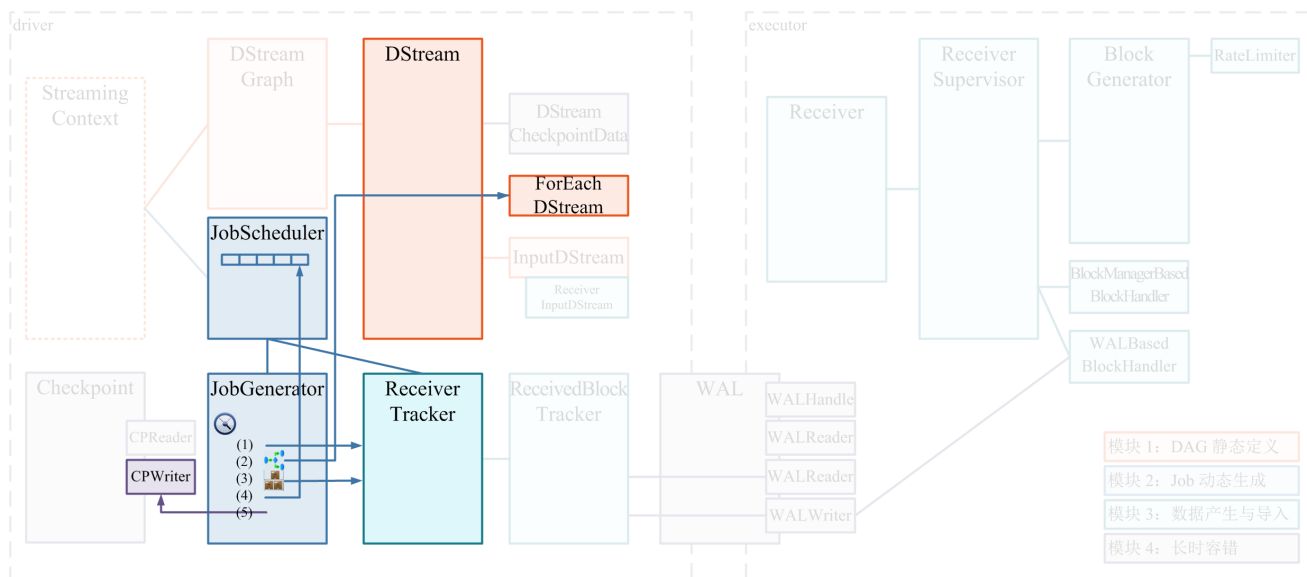 driver
executor
DStream
Graph
DStream
Receiver
Supervisor
Block
Generator
RateLimiter
Streaming
Context
DStream
CheckpointData
Receiver
ForEach
DStream
JobScheduler
InputDStream
Receiver
InputDStream
BlockManagerBased
BlockHandler
WALBased
BlockHandler
Checkpoint
JobGenerator
Receiver
Tracker
ReceivedBlock
Tracker
WAL
WALHandle
CPReader
WALReader
CPWriter
WALReader
WALWriter
(1)
(2)
(3)
(4)
(5)
模块 1：DAG 静态定义
模块 2：Job 动态生成
模块 3：数据产生与导入
模块 4：长时容错